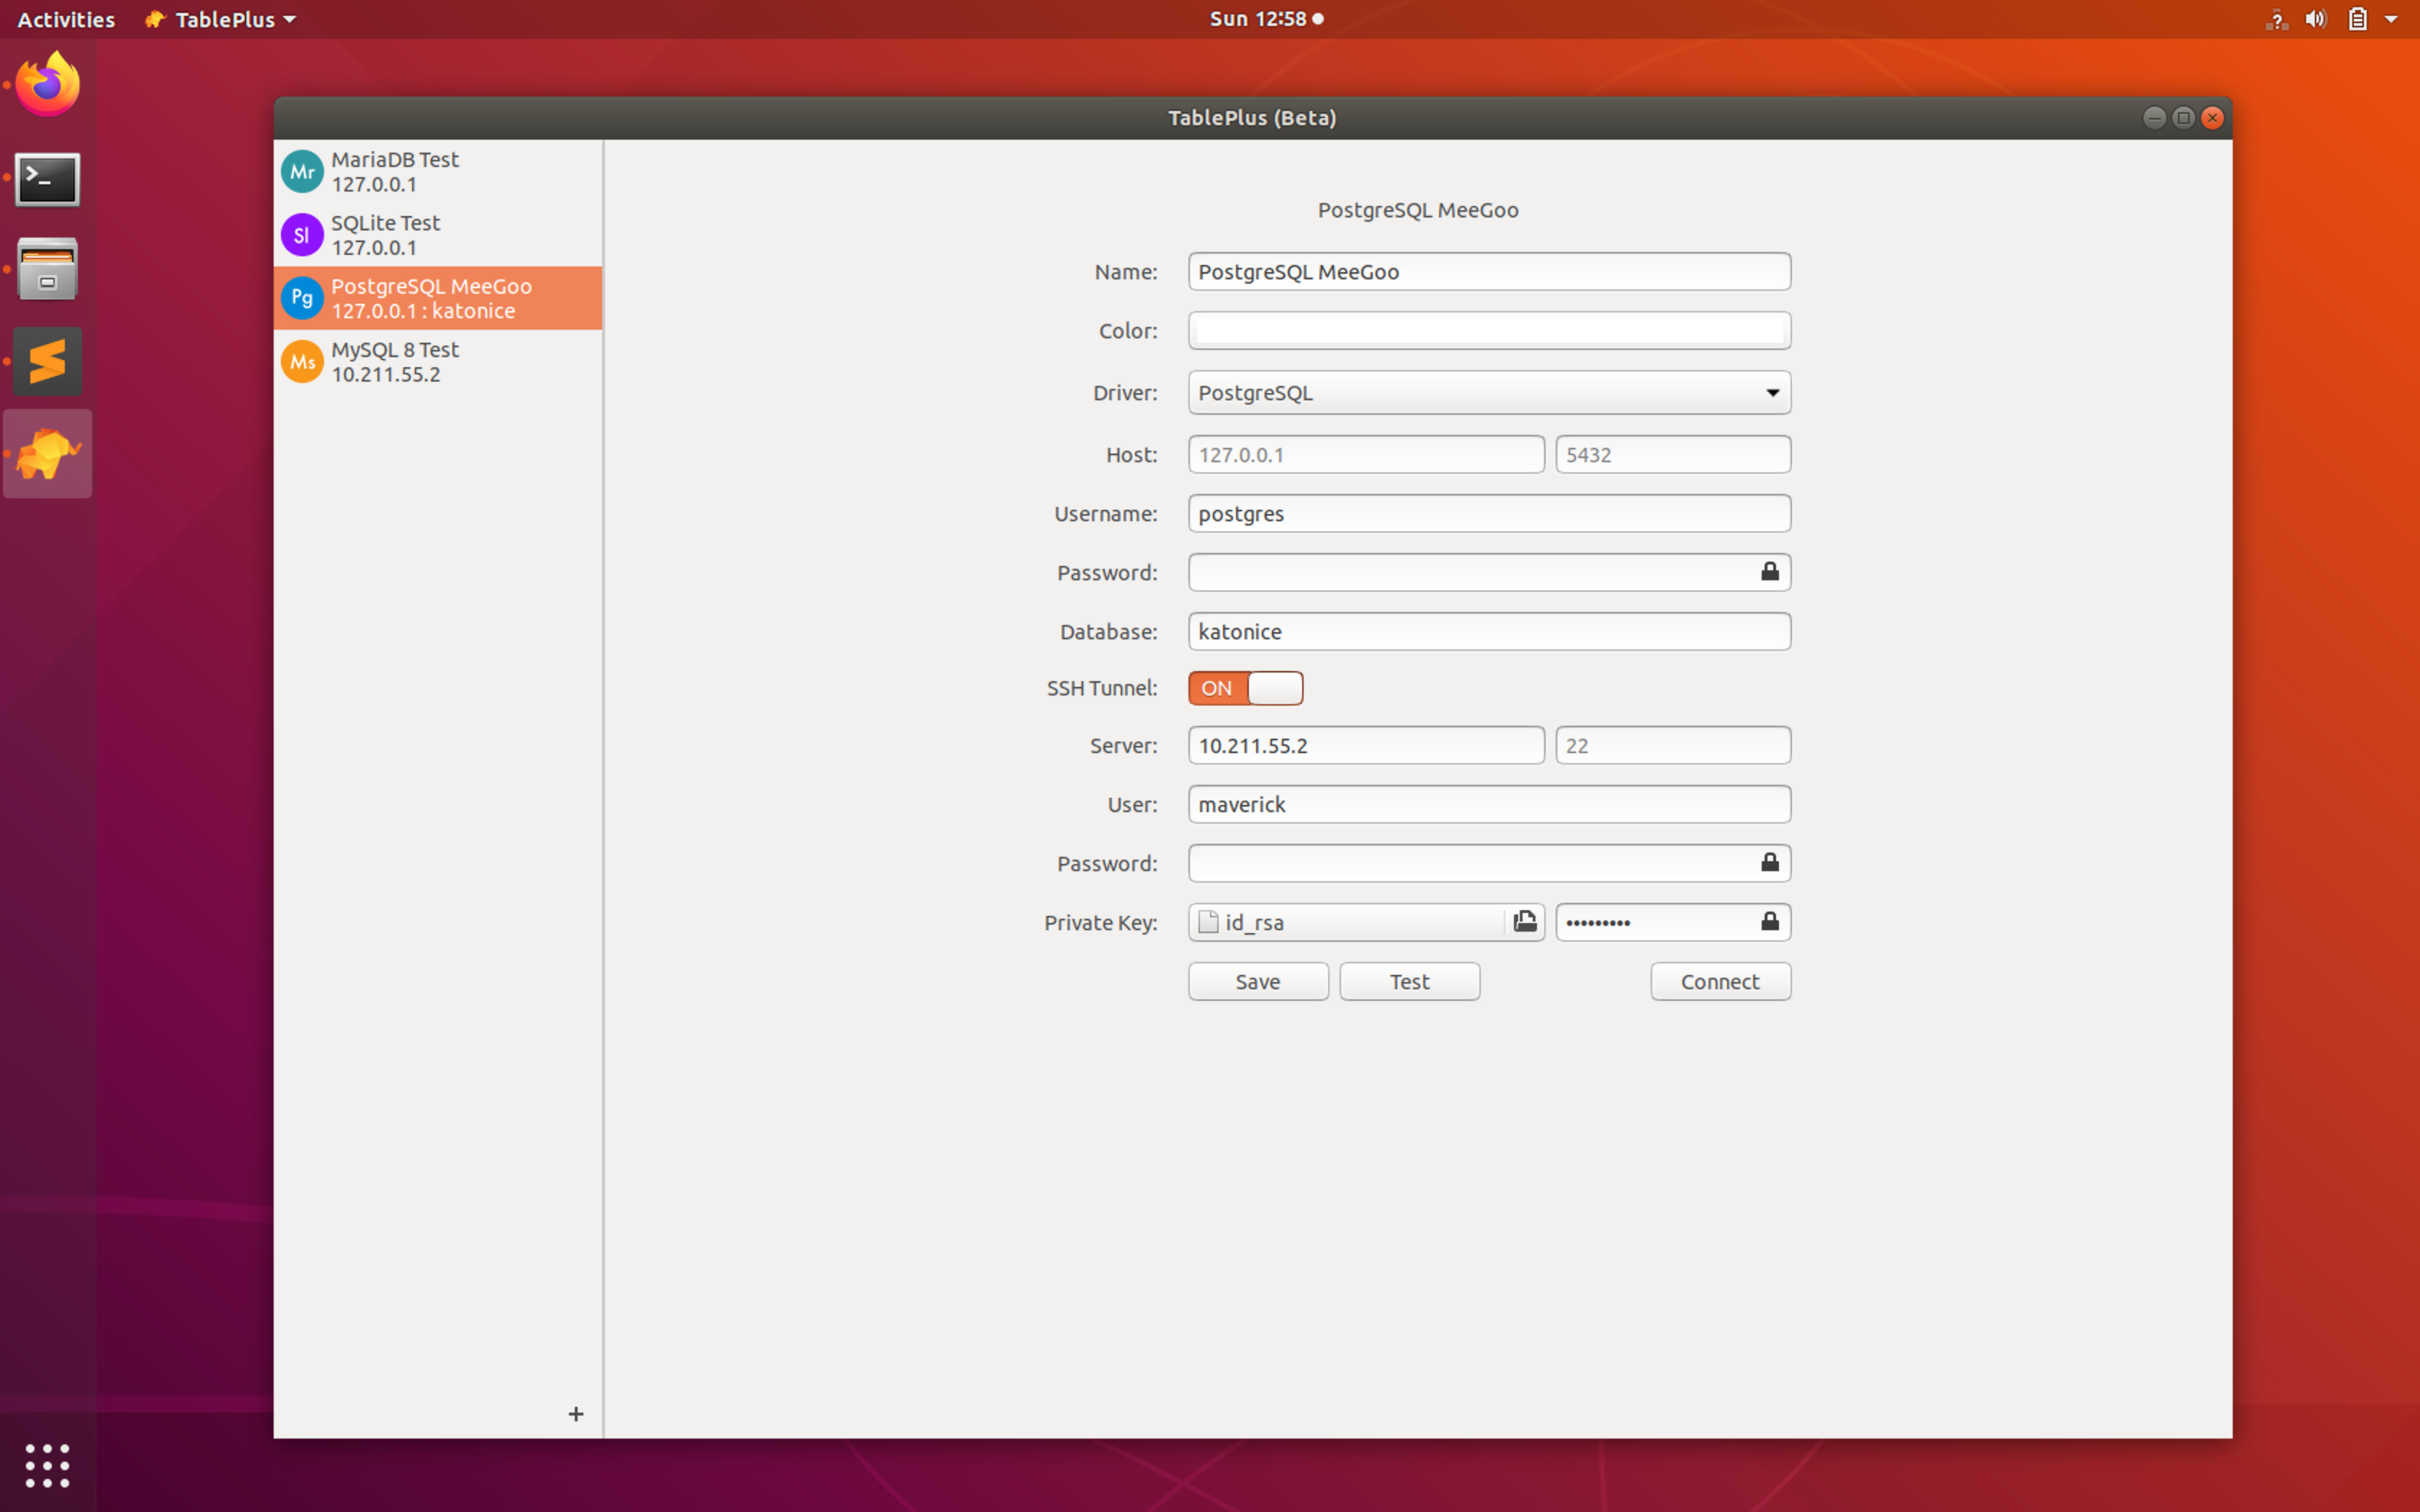 Activities TablePlus Sun 12:58
TablePlus (Beta)
Mr MariaDB Test
127.0.0.1
Sl SQLite Test
127.0.0.1
Pg PostgreSQL MeeGoo
127.0.0.1 : katonice
Ms MySQL 8 Test
10.211.55.2
+
PostgreSQL MeeGoo
Name: PostgreSQL MeeGoo
Color:
Driver: PostgreSQL
Host: 127.0.0.1 5432
Username: postgres
Password:
Database: katonice
SSH Tunnel: ON
Server: 10.211.55.2 22
User: maverick
Password:
Private Key: id_rsa •••••••••
Save Test Connect